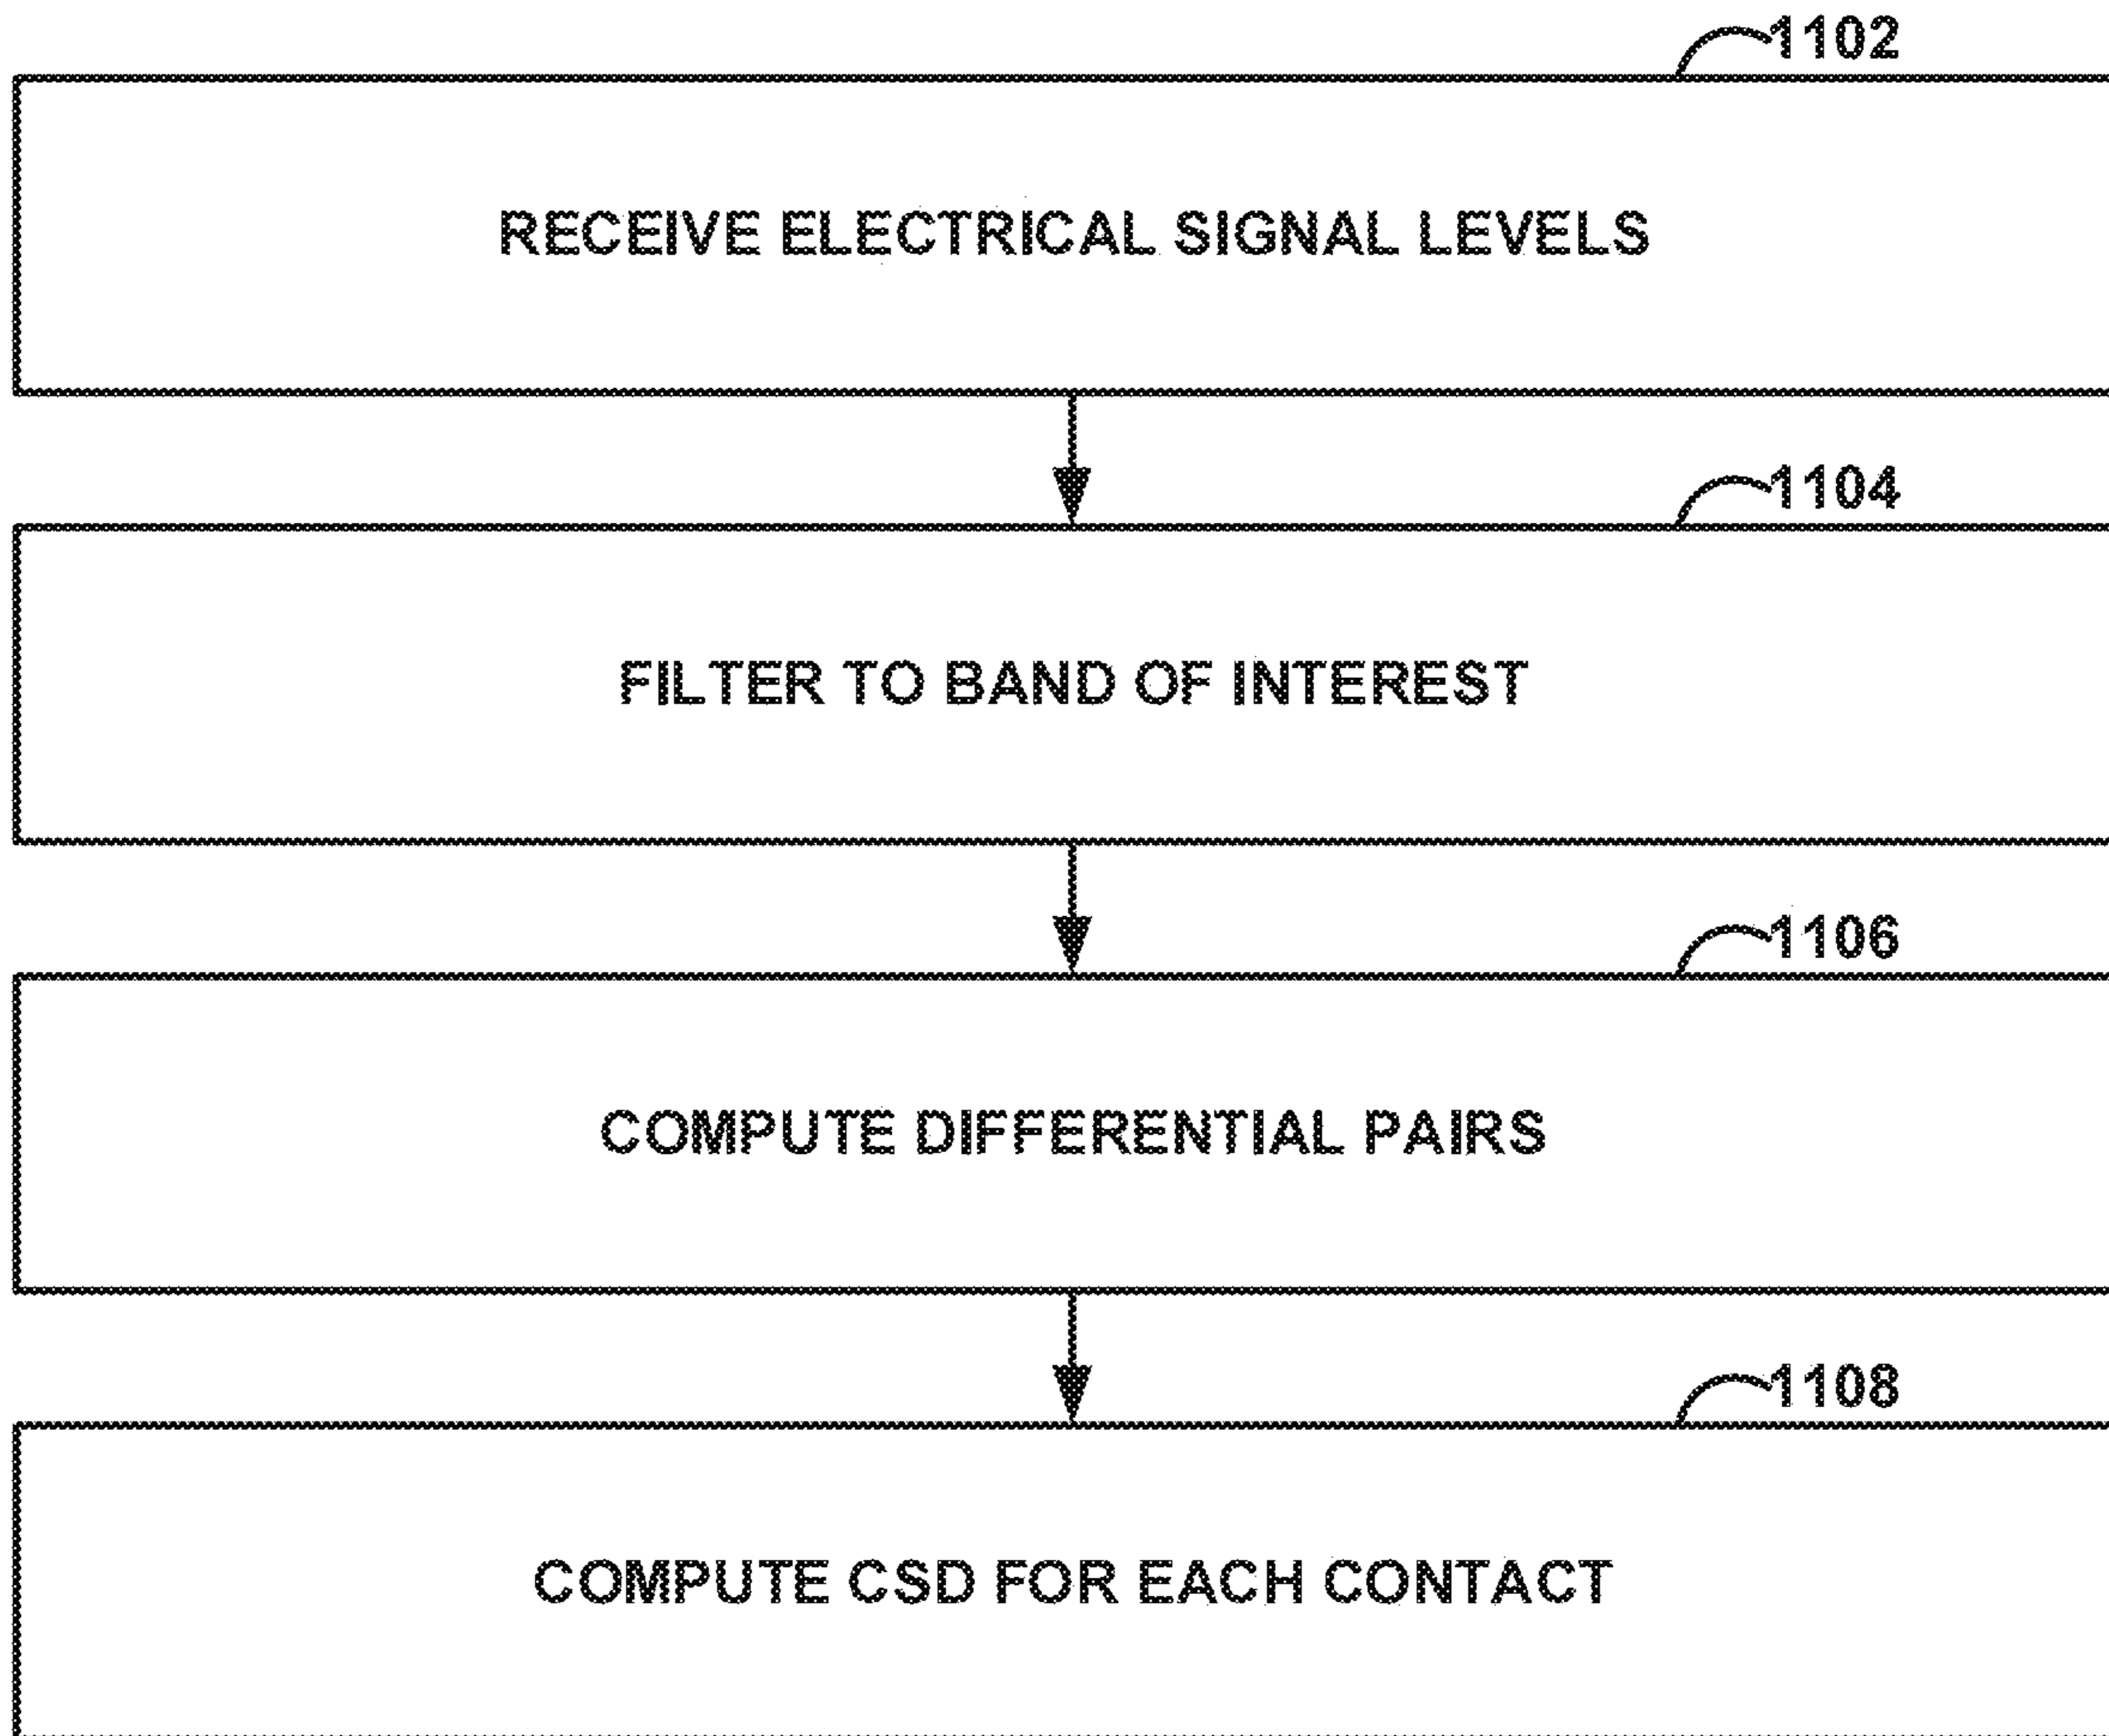 1102
RECEIVE ELECTRICAL SIGNAL LEVELS
1104
FILTER TO BAND OF INTEREST
1106
COMPUTE DIFFERENTIAL PAIRS
1108
COMPUTE CSD FOR EACH CONTACT